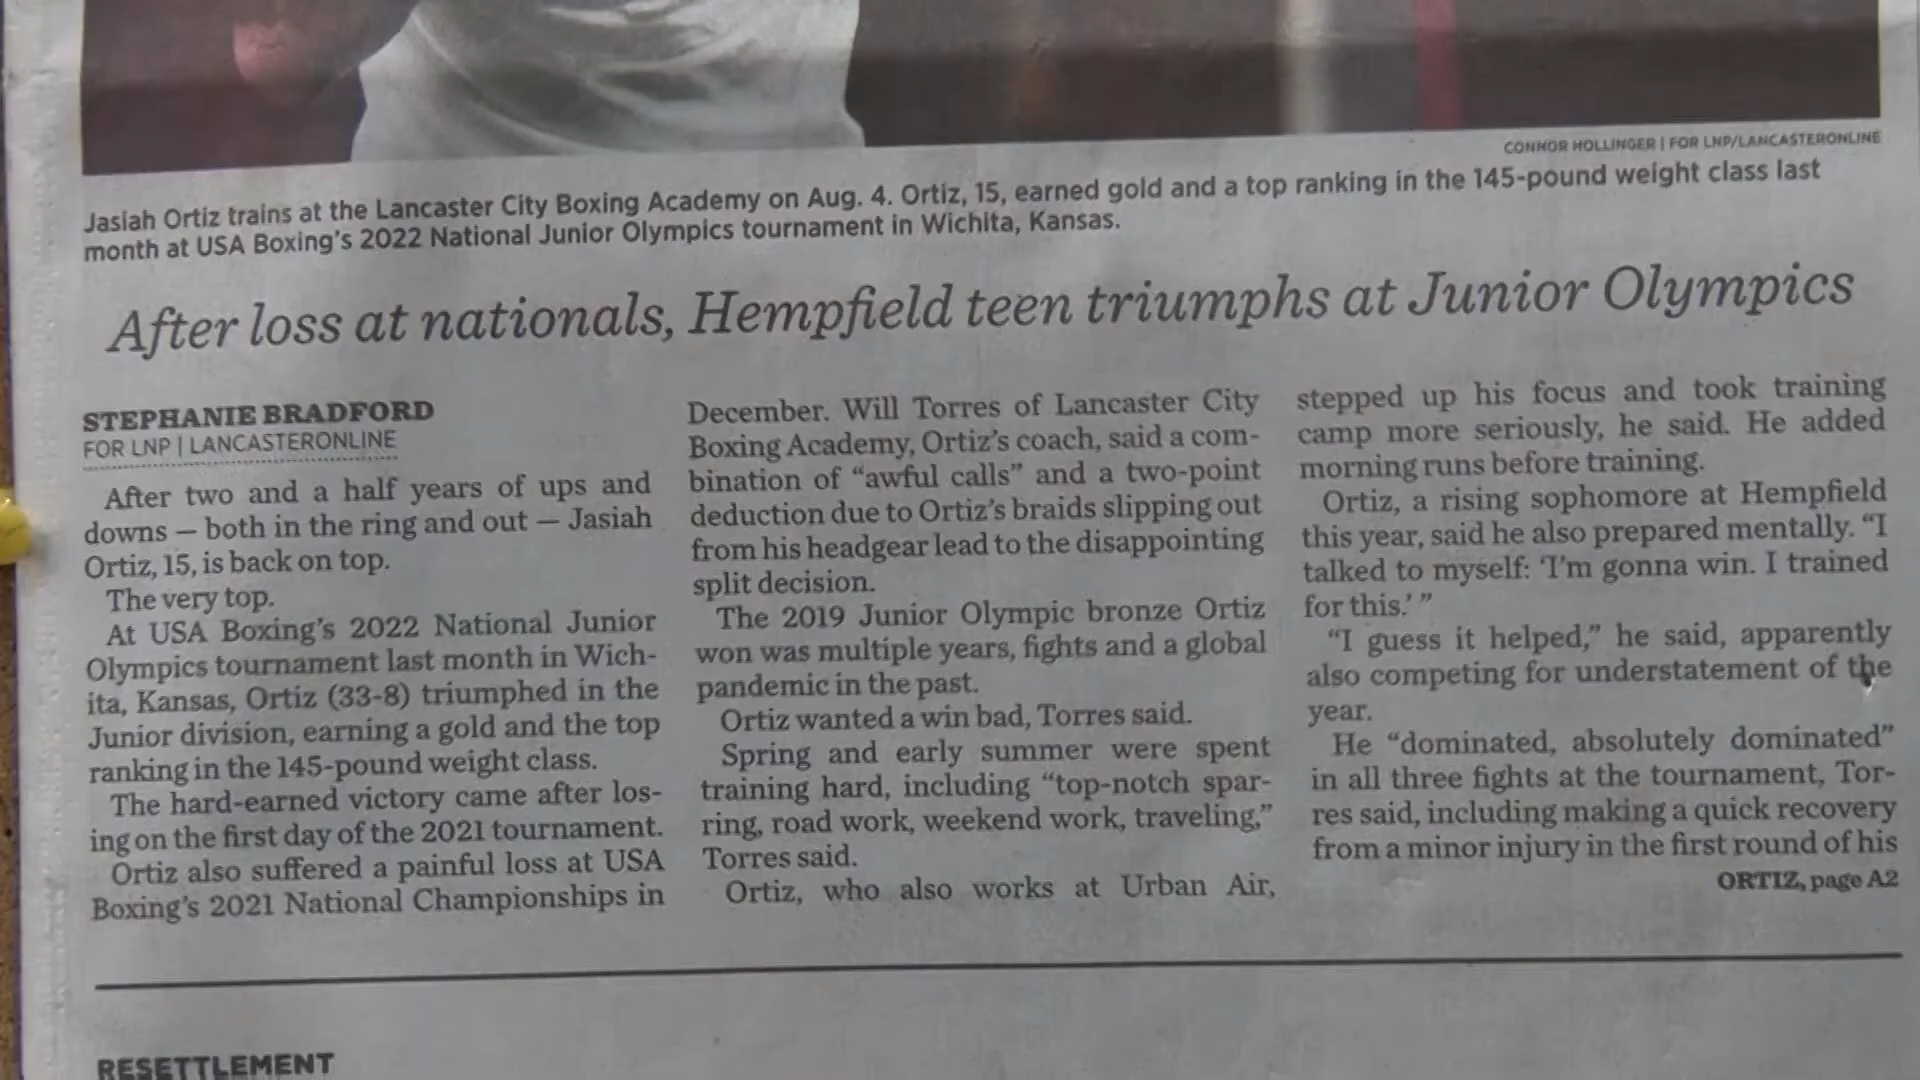 CONNOR HOLLINGER | FOR LNP/LANCASTERONLINE
Jasiah Ortiz trains at the Lancaster City Boxing Academy on Aug. 4. Ortiz, 15, earned gold and a top ranking in the 145-pound weight class last
month at USA Boxing's 2022 National Junior Olympics tournament in Wichita, Kansas.
After loss at nationals, Hempfield teen triumphs at Junior Olympics
STEPHANIE BRADFORD
FOR LNP | LANCASTERONLINE
After two and a half years of ups and
downs — both in the ring and out — Jasiah
Ortiz, 15, is back on top.
The very top.
At USA Boxing's 2022 National Junior
Olympics tournament last month in Wich-
ita, Kansas, Ortiz (33-8) triumphed in the
Junior division, earning a gold and the top
ranking in the 145-pound weight class.
The hard-earned victory came after los-
ing on the first day of the 2021 tournament.
Ortiz also suffered a painful loss at USA
Boxing's 2021 National Championships in
December. Will Torres of Lancaster City
Boxing Academy, Ortiz's coach, said a com-
bination of “awful calls” and a two-point
deduction due to Ortiz's braids slipping out
from his headgear lead to the disappointing
split decision.
The 2019 Junior Olympic bronze Ortiz
won was multiple years, fights and a global
pandemic in the past.
Ortiz wanted a win bad, Torres said.
Spring and early summer were spent
training hard, including “top-notch spar-
ring, road work, weekend work, traveling,”
Torres said.
Ortiz, who also works at Urban Air,
stepped up his focus and took training
camp more seriously, he said. He added
morning runs before training.
Ortiz, a rising sophomore at Hempfield
this year, said he also prepared mentally. “I
talked to myself: ‘I'm gonna win. I trained
for this.’ ”
“I guess it helped,” he said, apparently
also competing for understatement of the
year.
He “dominated, absolutely dominated”
in all three fights at the tournament, Tor-
res said, including making a quick recovery
from a minor injury in the first round of his
ORTIZ, page A2
RESETTLEMENT